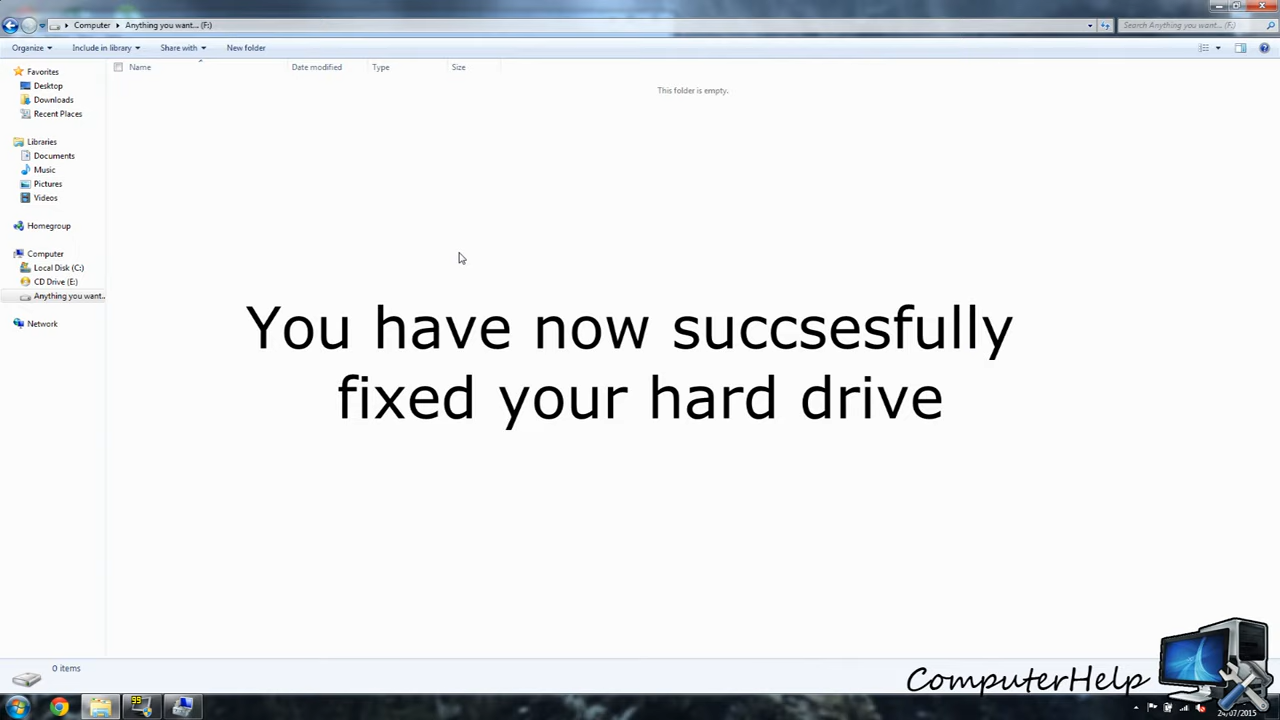 Computer ▸ Anything you want... (F:)
Search Anything you want... (F:)
Organize Include in library Share with New folder
Name Date modified Type Size
This folder is empty.
Favorites
Desktop
Downloads
Recent Places
Libraries
Documents
Music
Pictures
Videos
Homegroup
Computer
Local Disk (C:)
CD Drive (E:)
Anything you want...
Network
You have now succsesfully
fixed your hard drive
0 items
ComputerHelp
99
24/07/2015